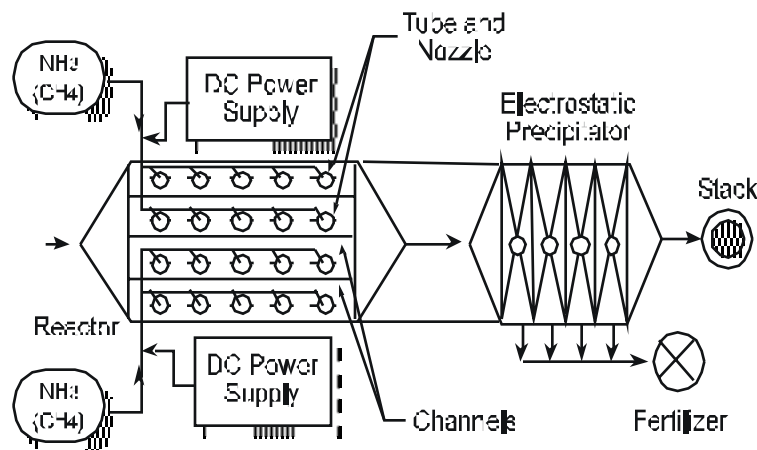 Tube and
Nozzle
NH3
(CH4)
DC Power
Supply
Electrostatic
Precipitator
Stack
Reactor
DC Power
Supply
NH3
(CH4)
Channels
Fertilizer